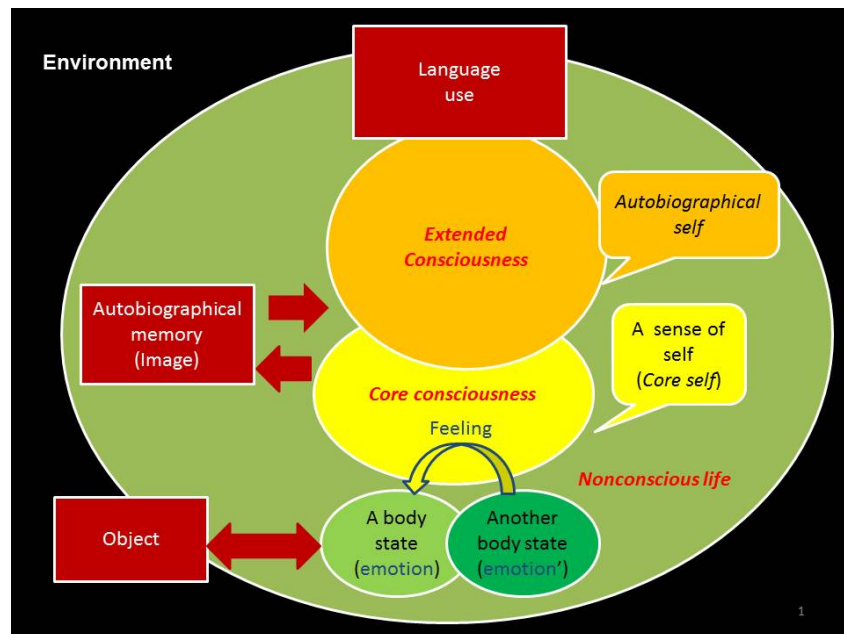 Environment
Language
use
Autobiographical
self
Extended
Consciousness
Autobiographical
memory
(Image)
A sense of
self
(Core self)
Core consciousness
Feeling
Nonconscious life
Object
A body
state
(emotion)
Another
body state
(emotion’)
1